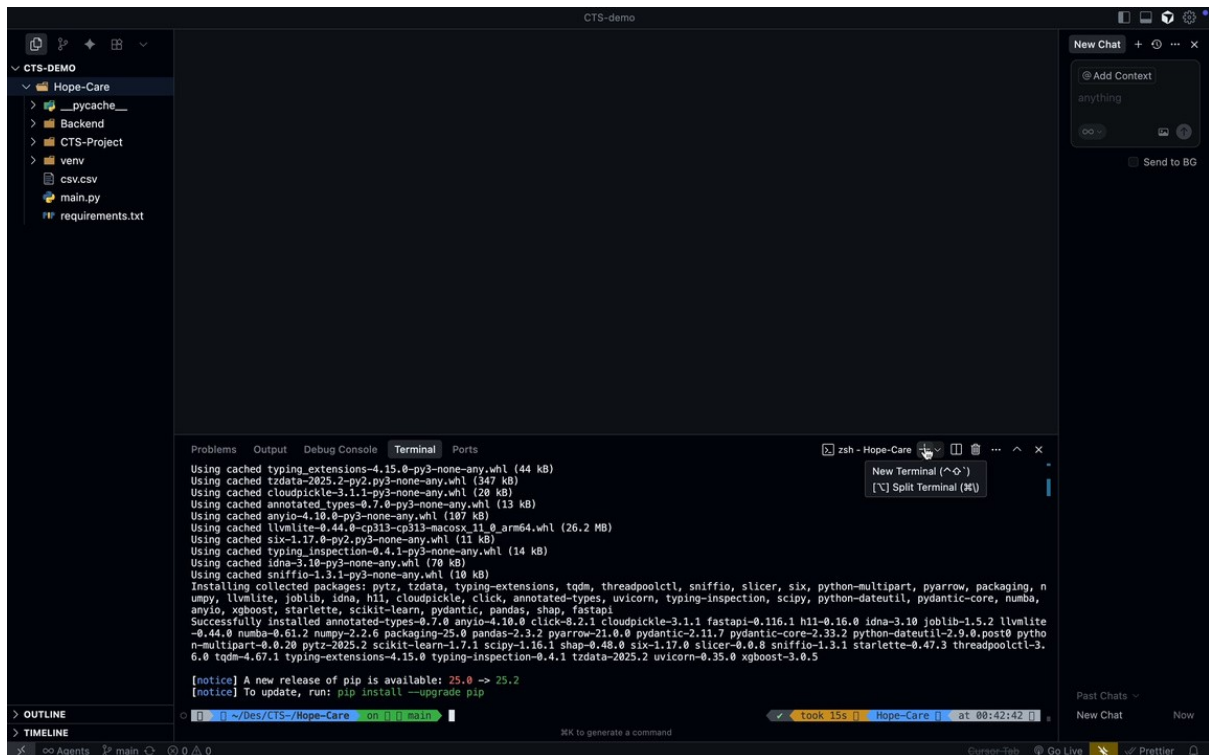 CTS-demo
CTS-DEMO
Hope-Care
__pycache__
Backend
CTS-Project
venv
csv.csv
main.py
requirements.txt
OUTLINE
TIMELINE
New Chat
@ Add Context
anything
Send to BG
Problems Output Debug Console Terminal Ports
zsh - Hope-Care
New Terminal (^⇧`)
[⌥] Split Terminal (⌘\)
Using cached typing_extensions-4.15.0-py3-none-any.whl (44 kB)
Using cached tzdata-2025.2-py2.py3-none-any.whl (347 kB)
Using cached cloudpickle-3.1.1-py3-none-any.whl (20 kB)
Using cached annotated_types-0.7.0-py3-none-any.whl (13 kB)
Using cached anyio-4.10.0-py3-none-any.whl (107 kB)
Using cached llvmlite-0.44.0-cp313-cp313-macosx_11_0_arm64.whl (26.2 MB)
Using cached six-1.17.0-py2.py3-none-any.whl (11 kB)
Using cached typing_inspection-0.4.1-py3-none-any.whl (14 kB)
Using cached idna-3.10-py3-none-any.whl (70 kB)
Using cached sniffio-1.3.1-py3-none-any.whl (10 kB)
Installing collected packages: pytz, tzdata, typing-extensions, tqdm, threadpoolctl, sniffio, slicer, six, python-multipart, pyarrow, packaging, n
umpy, llvmlite, joblib, idna, h11, cloudpickle, click, annotated-types, uvicorn, typing-inspection, scipy, python-dateutil, pydantic-core, numba,
anyio, xgboost, starlette, scikit-learn, pydantic, pandas, shap, fastapi
Successfully installed annotated-types-0.7.0 anyio-4.10.0 click-8.2.1 cloudpickle-3.1.1 fastapi-0.116.1 h11-0.16.0 idna-3.10 joblib-1.5.2 llvmlite
-0.44.0 numba-0.61.2 numpy-2.2.6 packaging-25.0 pandas-2.3.2 pyarrow-21.0.0 pydantic-2.11.7 pydantic-core-2.33.2 python-dateutil-2.9.0.post0 pytho
n-multipart-0.0.20 pytz-2025.2 scikit-learn-1.7.1 scipy-1.16.1 shap-0.48.0 six-1.17.0 slicer-0.0.8 sniffio-1.3.1 starlette-0.47.3 threadpoolctl-3.
6.0 tqdm-4.67.1 typing-extensions-4.15.0 typing-inspection-0.4.1 tzdata-2025.2 uvicorn-0.35.0 xgboost-3.0.5
[notice] A new release of pip is available: 25.0 -> 25.2
[notice] To update, run: pip install --upgrade pip
~/Des/CTS-/Hope-Care on main
✓ took 15s Hope-Care at 00:42:42
⌘K to generate a command
Past Chats
New Chat Now
Agents main 0 0
Cursor Tab Go Live Prettier